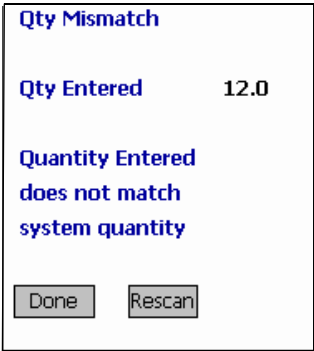 Qty Mismatch
Qty Entered 12.0
Quantity Entered
does not match
system quantity
Done Rescan